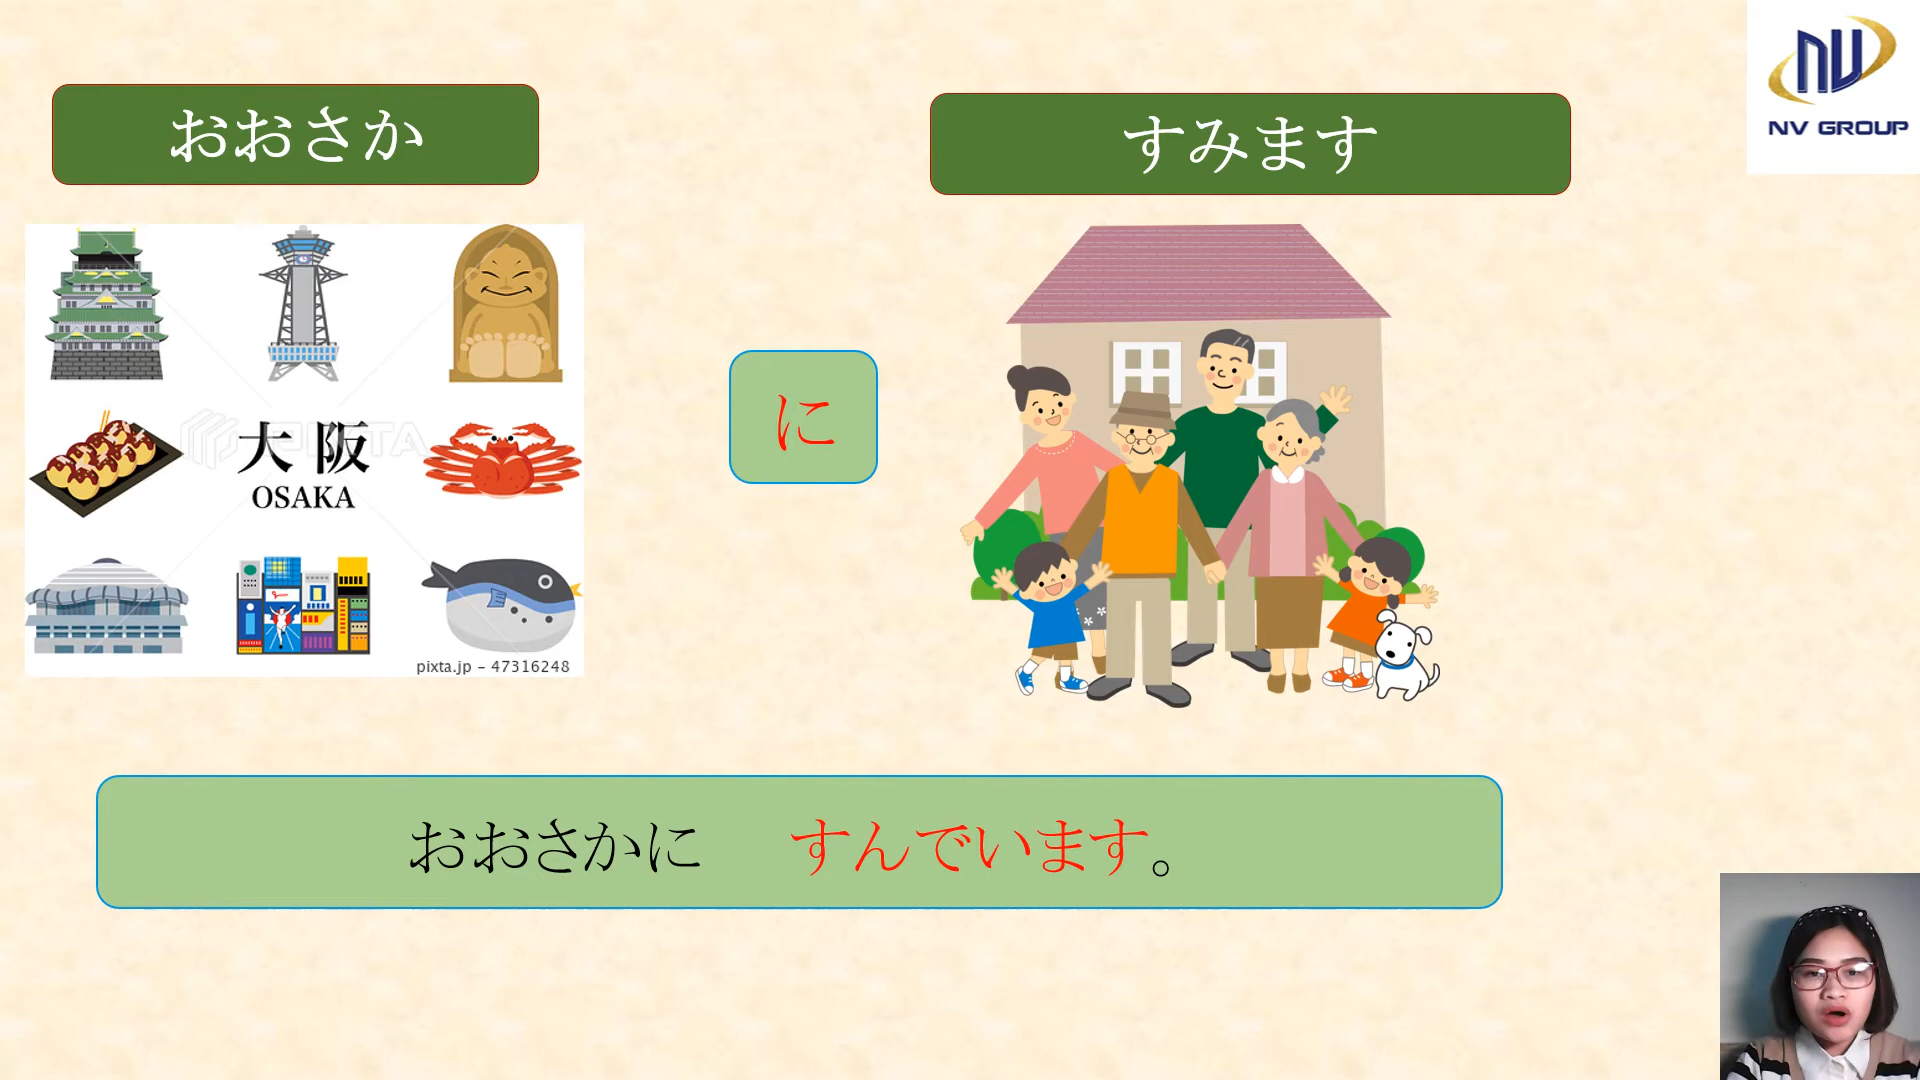 おおさか
すみます
NV GROUP
に
大阪
OSAKA
pixta.jp - 47316248
おおさかに すんでいます。